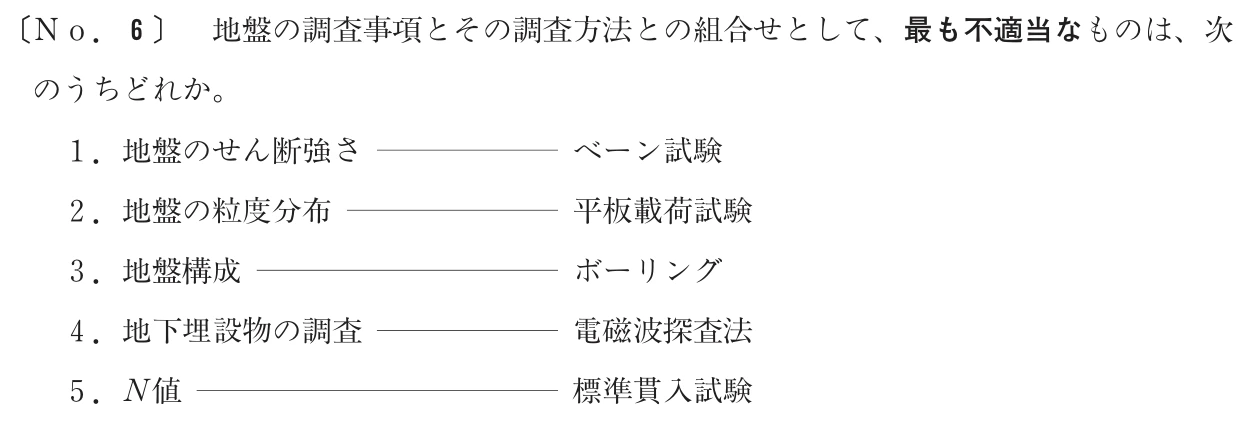 〔Ｎｏ．６〕　地盤の調査事項とその調査方法との組合せとして、最も不適当なものは、次
のうちどれか。
1．地盤のせん断強さ ―――――― ベーン試験
2．地盤の粒度分布 ――――――― 平板載荷試験
3．地盤構成 ―――――――――― ボーリング
4．地下埋設物の調査 ―――――― 電磁波探査法
5．N値 ―――――――――――― 標準貫入試験